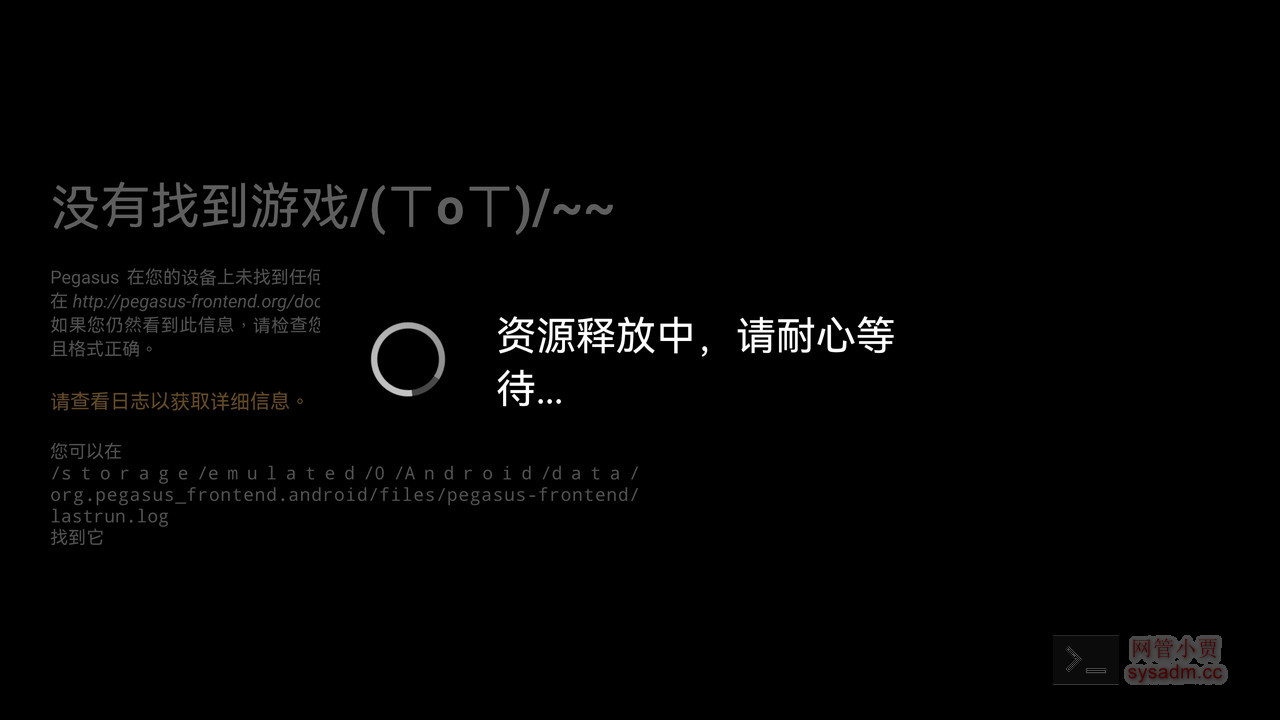 没有找到游戏/(丅o丅)/~~
Pegasus 在您的设备上未找到任何
在 http://pegasus-frontend.org/doc
如果您仍然看到此信息，请检查您
且格式正确。
资源释放中，请耐心等
待...
请查看日志以获取详细信息。
您可以在
/storage/emulated/0/Android/data/
org.pegasus_frontend.android/files/pegasus-frontend/
lastrun.log
找到它
>_
网管小贾
sysadm.cc